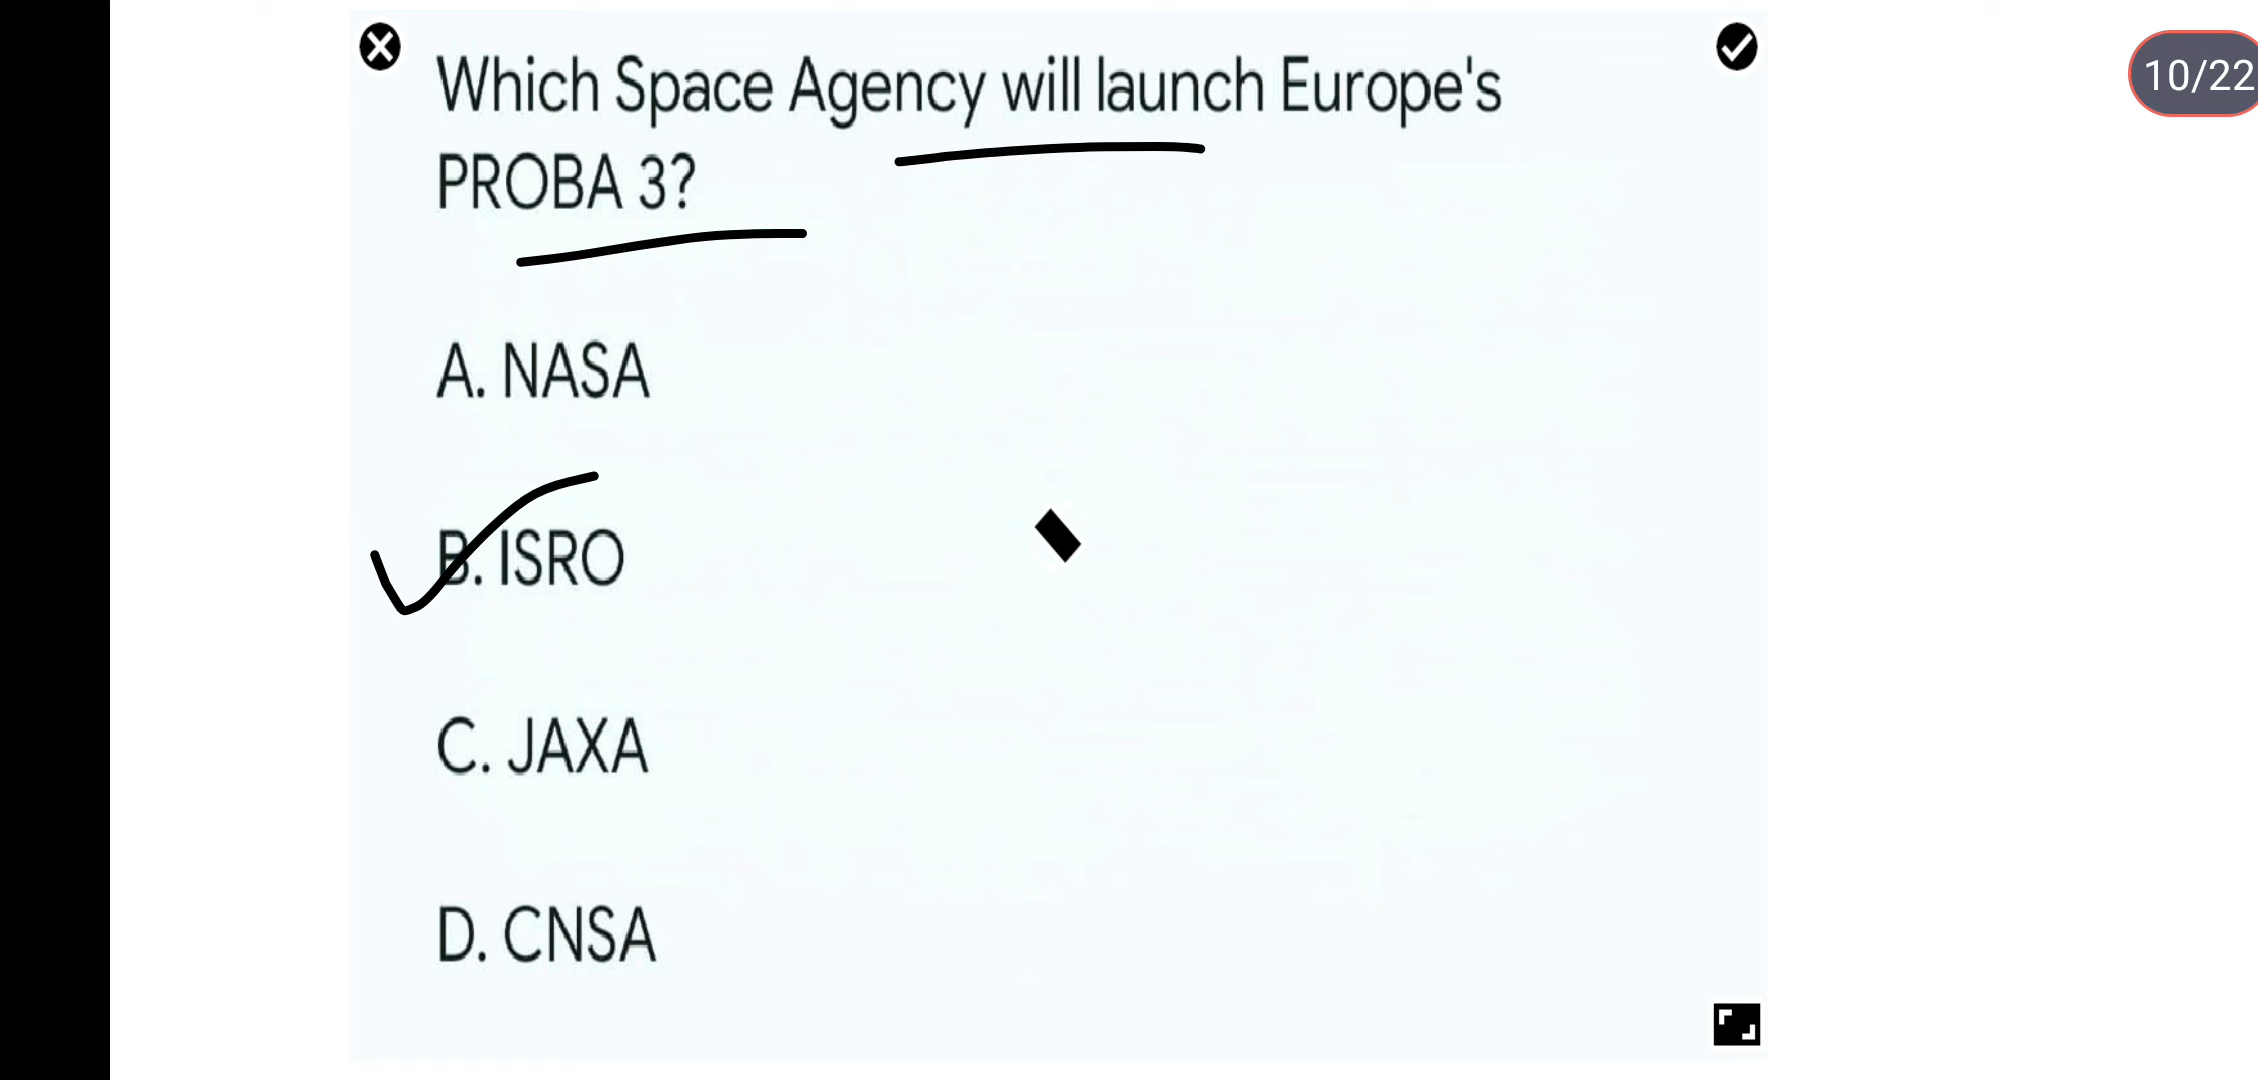 Which Space Agency will launch Europe's
PROBA 3?
A. NASA
B. ISRO
C. JAXA
D. CNSA
10/22